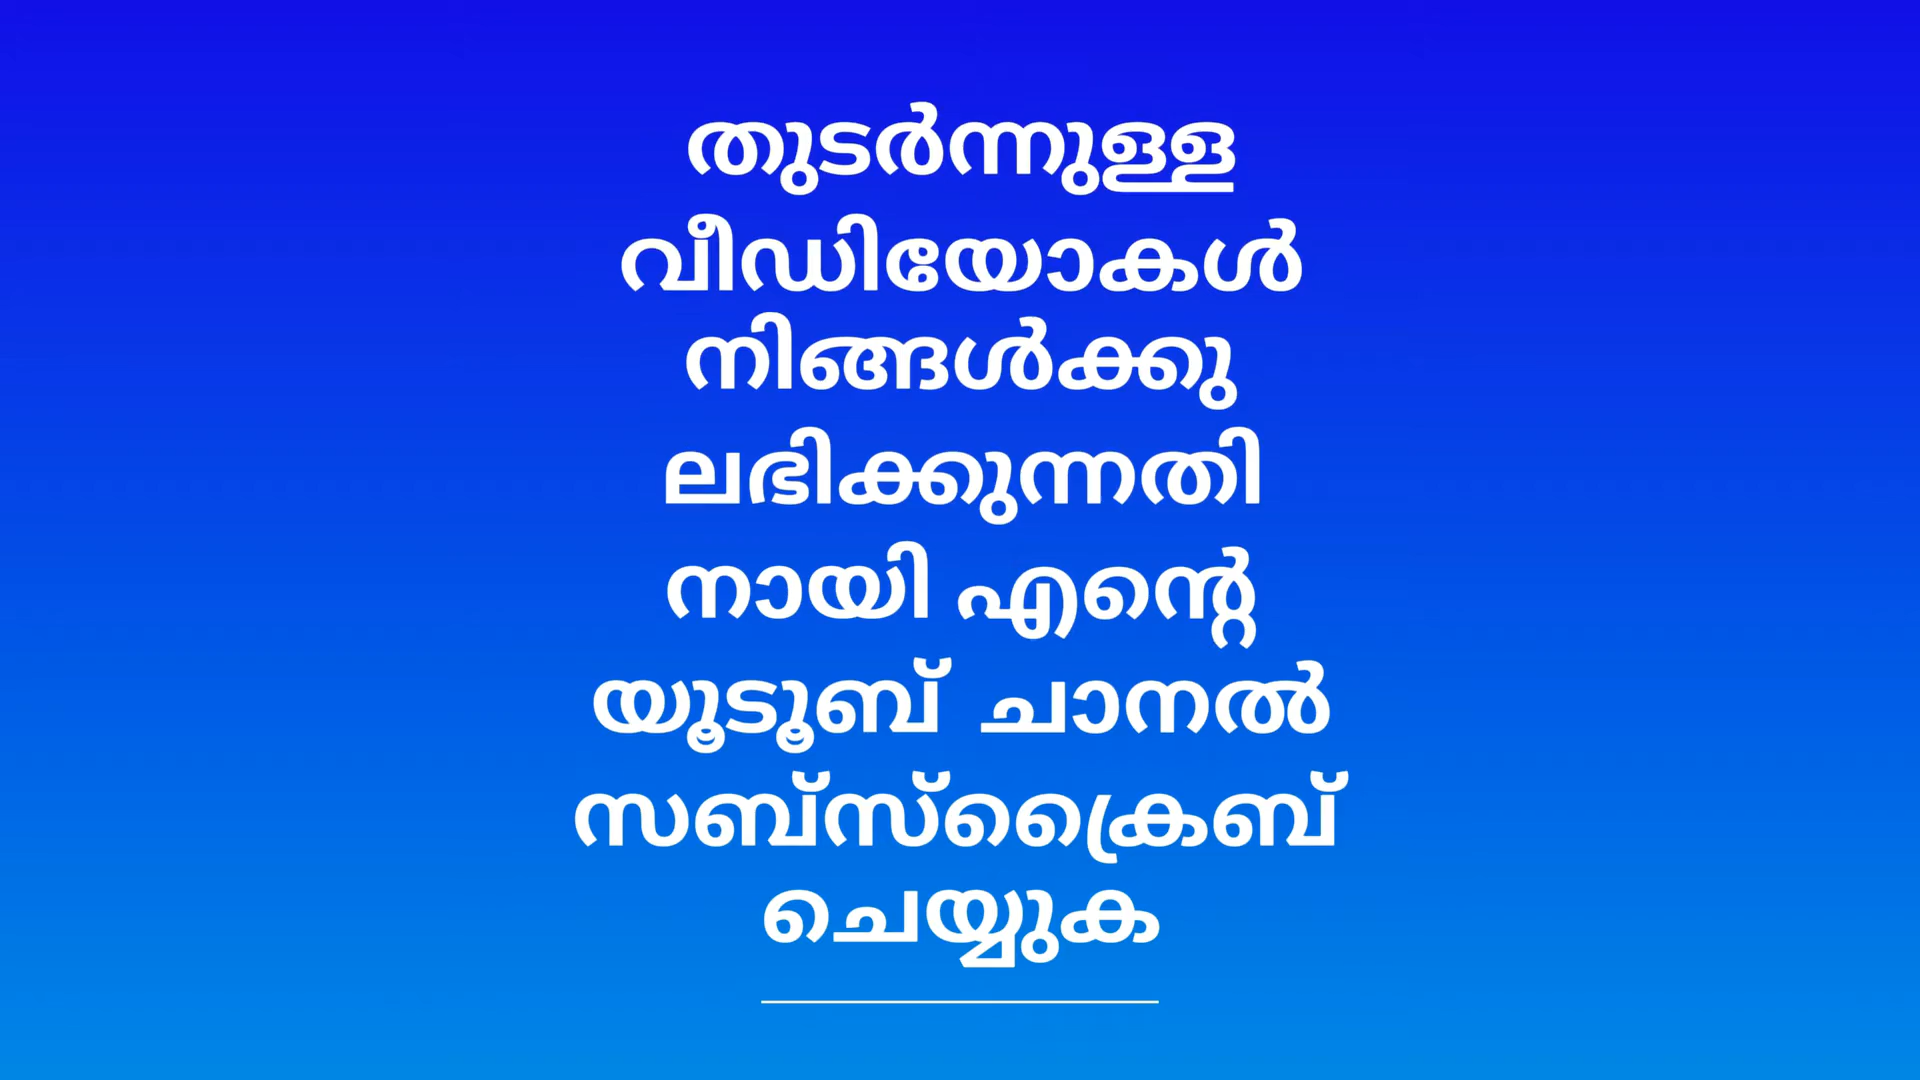 തുടർന്നുള്ള
വീഡിയോകൾ
നിങ്ങൾക്കു
ലഭിക്കുന്നതി
നായി എന്റെ
യൂടൂബ് ചാനൽ
സബ്സ്ക്രൈബ്
ചെയ്യുക